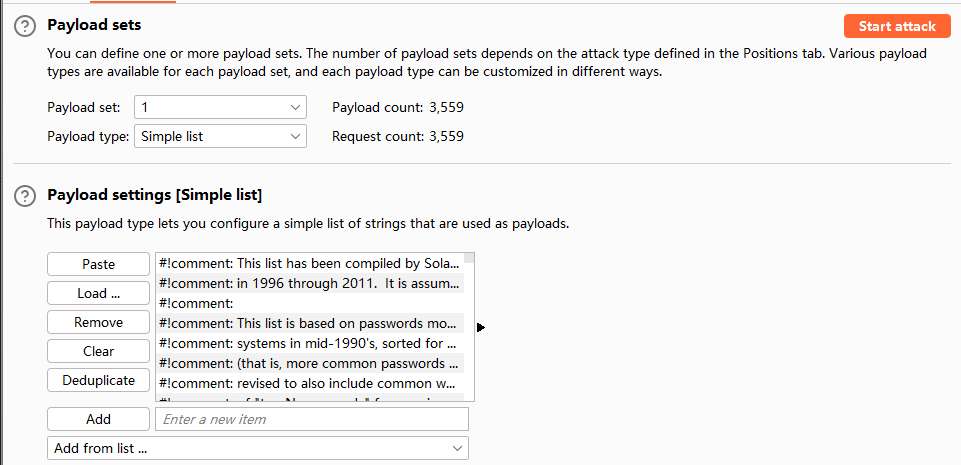 Payload sets
Start attack
You can define one or more payload sets. The number of payload sets depends on the attack type defined in the Positions tab. Various payload
types are available for each payload set, and each payload type can be customized in different ways.
Payload set: 1 Payload count: 3,559
Payload type: Simple list Request count: 3,559
Payload settings [Simple list]
This payload type lets you configure a simple list of strings that are used as payloads.
Paste
Load ...
Remove
Clear
Deduplicate
#!comment: This list has been compiled by Sola...
#!comment: in 1996 through 2011.  It is assum...
#!comment:
#!comment: This list is based on passwords mo...
#!comment: systems in mid-1990's, sorted for ...
#!comment: (that is, more common passwords ...
#!comment: revised to also include common w...
Add
Enter a new item
Add from list ...